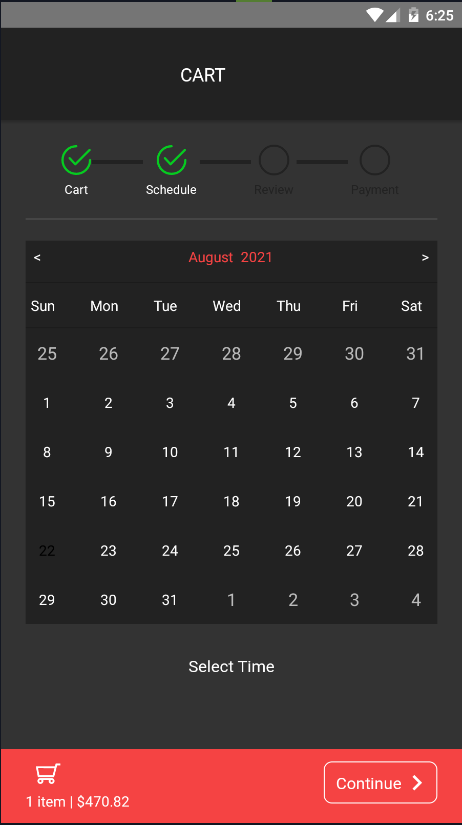 6:25
CART
Cart Schedule Review Payment
< August 2021 >
Sun Mon Tue Wed Thu Fri Sat
25 26 27 28 29 30 31
1 2 3 4 5 6 7
8 9 10 11 12 13 14
15 16 17 18 19 20 21
22 23 24 25 26 27 28
29 30 31 1 2 3 4
Select Time
1 item | $470.82
Continue >